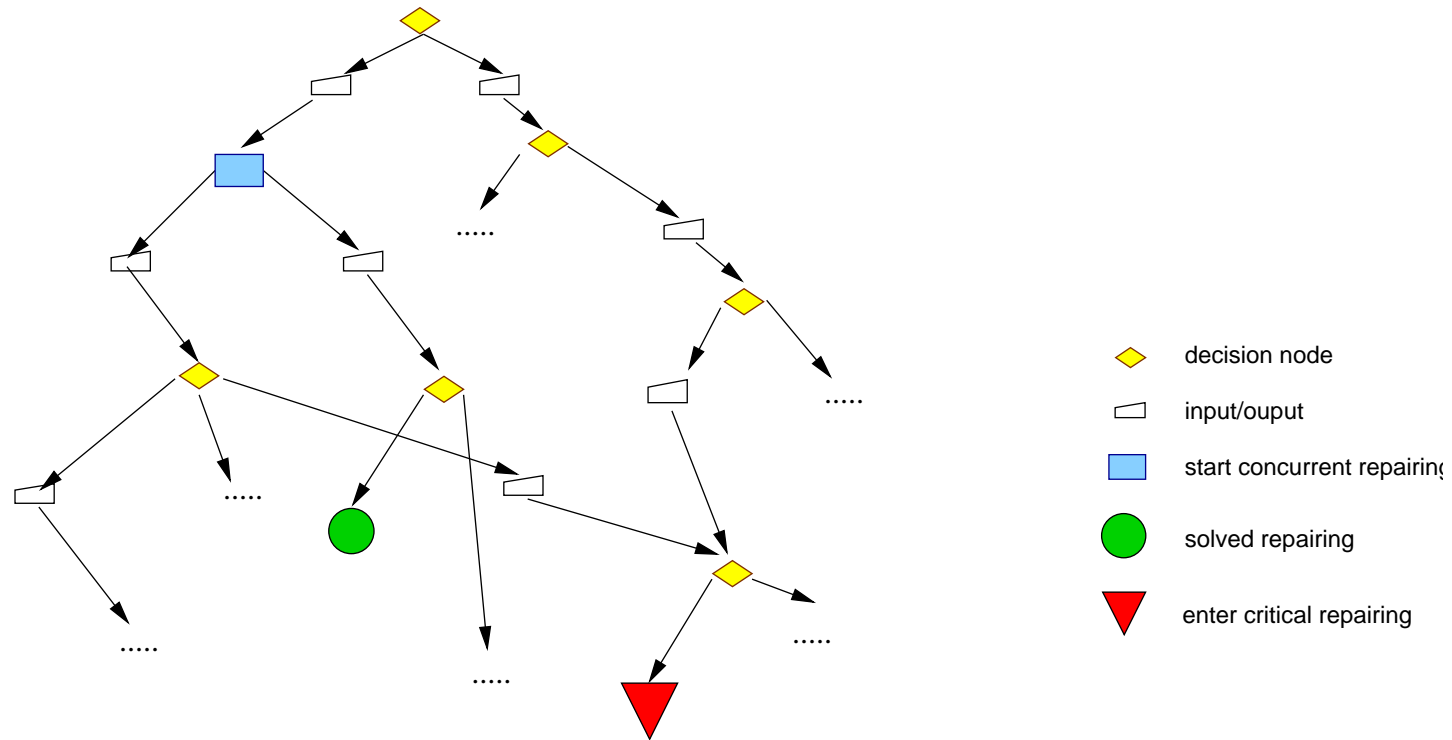 .....
.....
.....
.....
.....
.....
decision node
input/ouput
start concurrent repairing
solved repairing
enter critical repairing